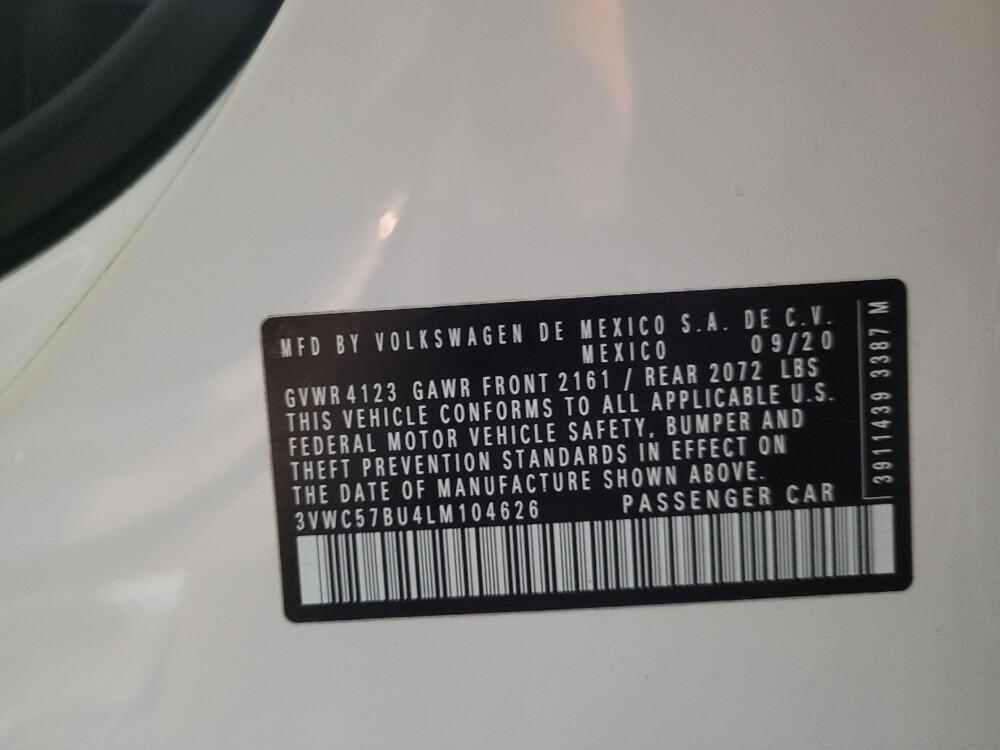 MFD BY VOLKSWAGEN DE MEXICO S.A. DE C.V.
MEXICO 09/20
GVWR 4123 GAWR FRONT 2161 / REAR 2072 LBS
THIS VEHICLE CONFORMS TO ALL APPLICABLE U.S.
FEDERAL MOTOR VEHICLE SAFETY, BUMPER AND
THEFT PREVENTION STANDARDS IN EFFECT ON
THE DATE OF MANUFACTURE SHOWN ABOVE.
3VWC57BU4LM104626 PASSENGER CAR
3911439 3387 M